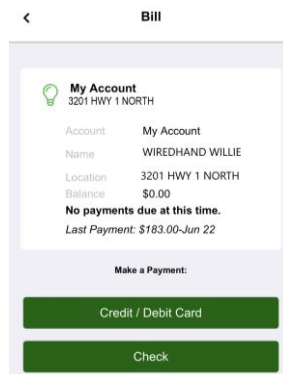 Bill
My Account
3201 HWY 1 NORTH
Account My Account
Name WIREDHAND WILLIE
Location 3201 HWY 1 NORTH
Balance $0.00
No payments due at this time.
Last Payment: $183.00-Jun 22
Make a Payment:
Credit / Debit Card
Check